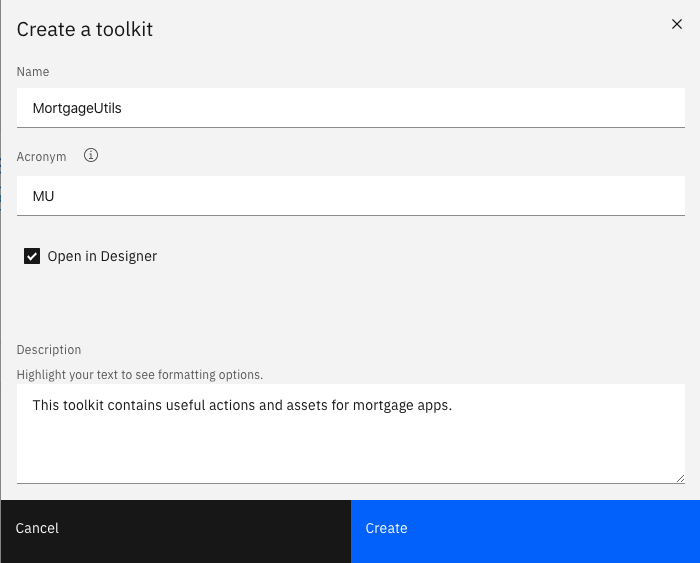 Create a toolkit
Name
MortgageUtils
Acronym
MU
Open in Designer
Description
Highlight your text to see formatting options.
This toolkit contains useful actions and assets for mortgage apps.
Cancel
Create